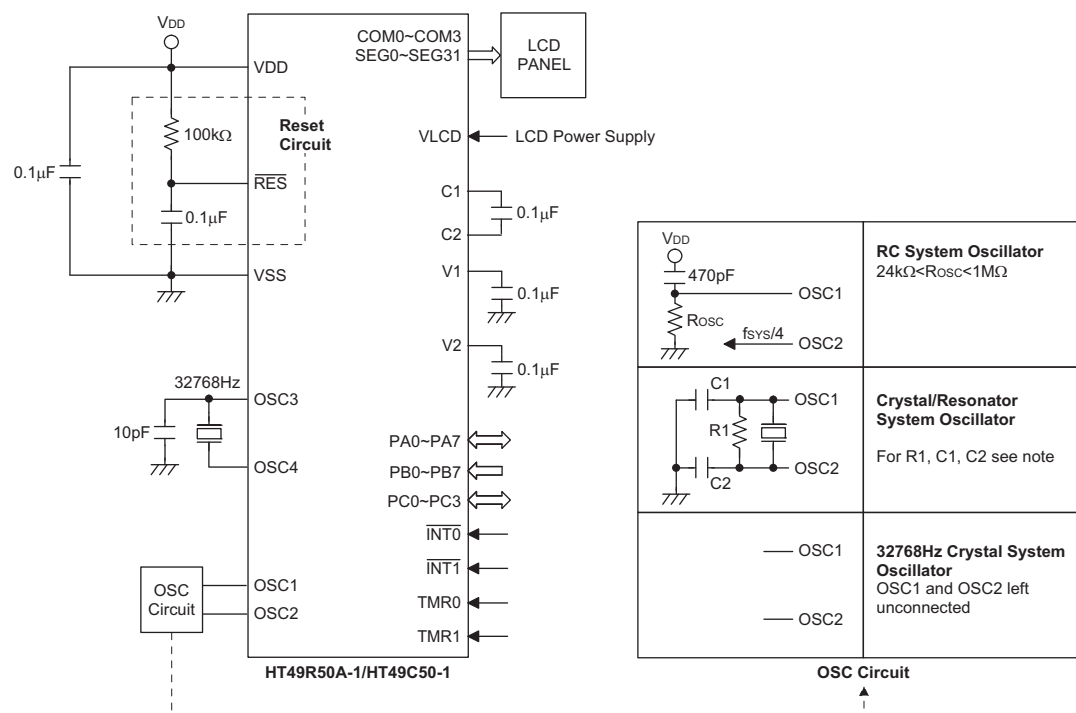 VDD
VDD
100kΩ
Reset
Circuit
0.1μF
RES
0.1μF
VSS
32768Hz
OSC3
10pF
OSC4
OSC
Circuit
OSC1
OSC2
COM0~COM3
SEG0~SEG31
LCD
PANEL
VLCD
LCD Power Supply
C1
0.1μF
C2
V1
0.1μF
V2
0.1μF
PA0~PA7
PB0~PB7
PC0~PC3
INT0
INT1
TMR0
TMR1
HT49R50A-1/HT49C50-1
VDD
470pF
OSC1
ROSC
fSYS/4
OSC2
RC System Oscillator
24kΩ<ROSC<1MΩ
C1
OSC1
R1
OSC2
C2
Crystal/Resonator
System Oscillator
For R1, C1, C2 see note
OSC1
OSC2
32768Hz Crystal System
Oscillator
OSC1 and OSC2 left
unconnected
OSC Circuit